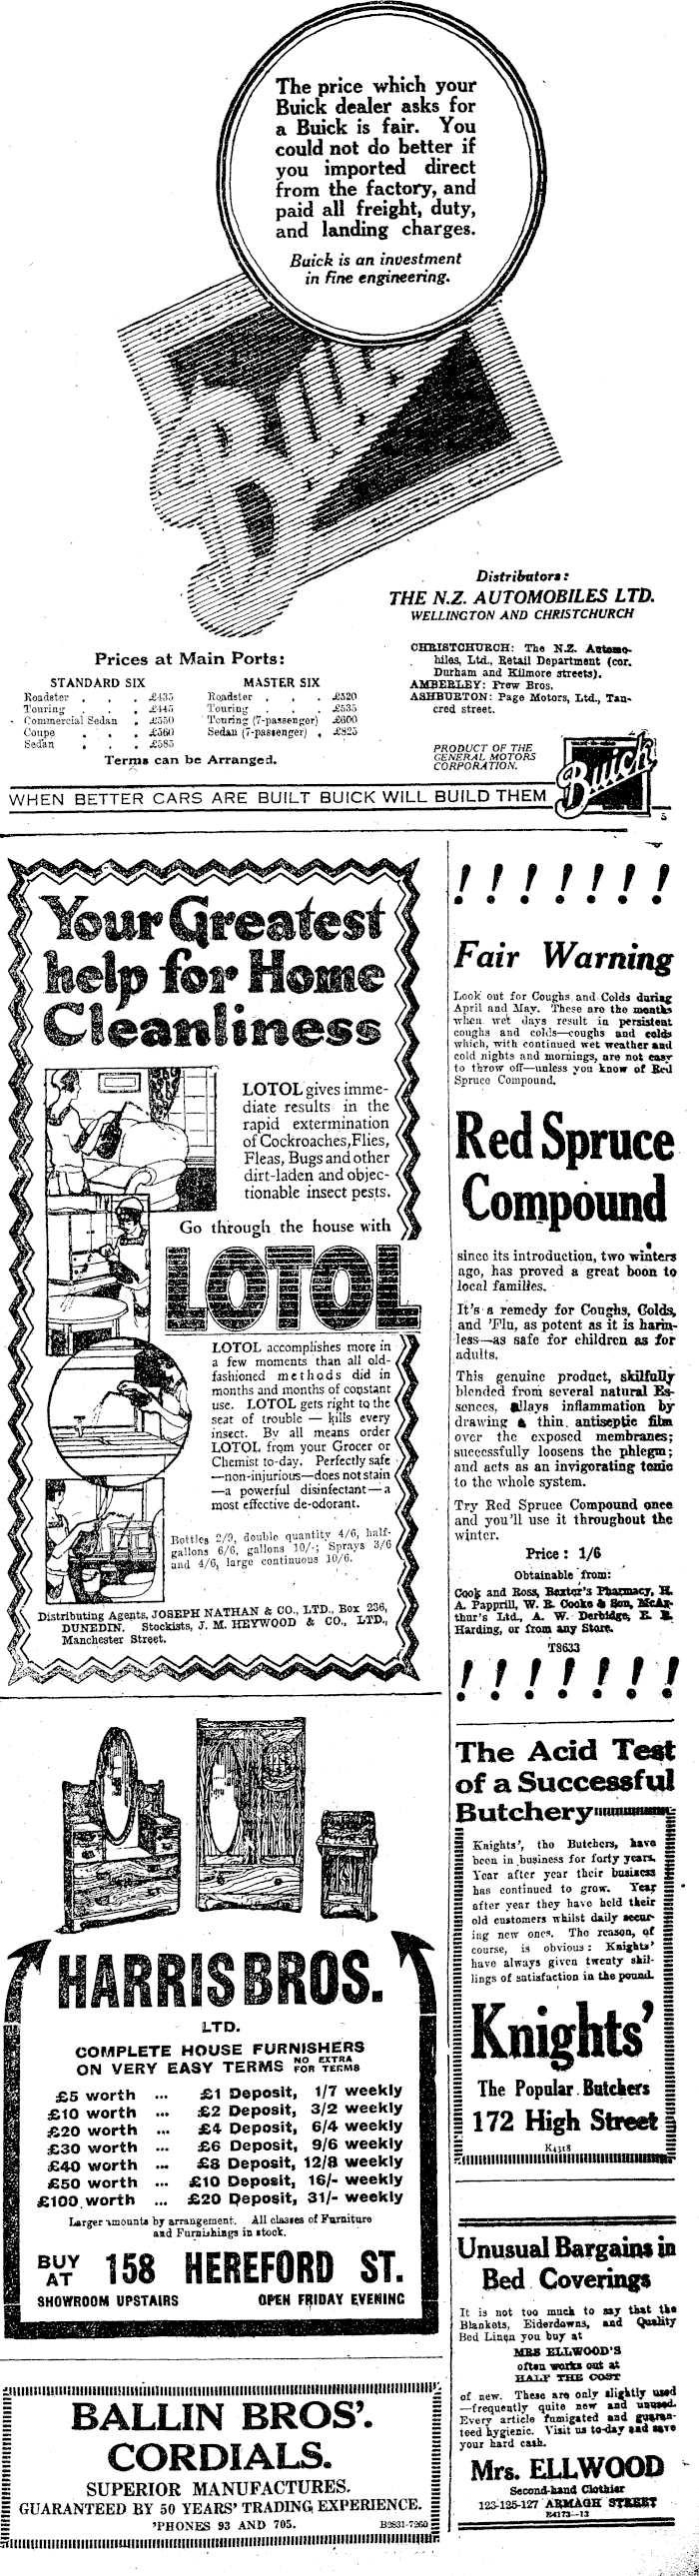 The price which your
Buick dealer asks for
a Buick is fair. You
could not do better if
you imported direct
from the factory, and
paid all freight, duty,
and landing charges.
Buick is an investment
in fine engineering.
Buick
Distributors:
THE N.Z. AUTOMOBILES LTD.
WELLINGTON AND CHRISTCHURCH
Prices at Main Ports:
STANDARD SIX
Roadster . . . £435
Touring . . . £445
Commercial Sedan . £550
Coupe . . . £560
Sedan . . . £585
MASTER SIX
Roadster . . . £520
Touring . . . £535
Touring (7-passenger) £600
Sedan (7-passenger) . £825
Terms can be Arranged.
CHRISTCHURCH: The N.Z. Automo-
biles, Ltd., Retail Department (cor.
Durham and Kilmore streets).
AMBERLEY: Frew Bros.
ASHBURTON: Page Motors, Ltd., Tan-
cred street.
PRODUCT OF THE
GENERAL MOTORS
CORPORATION.
Buick
WHEN BETTER CARS ARE BUILT BUICK WILL BUILD THEM
5
Your Greatest
help for Home
Cleanliness
LOTOL gives imme-
diate results in the
rapid extermination
of Cockroaches, Flies,
Fleas, Bugs and other
dirt-laden and objec-
tionable insect pests.
Go through the house with
LOTOL
LOTOL accomplishes more in
a few moments than all old-
fashioned methods did in
months and months of constant
use. LOTOL gets right to the
seat of trouble — kills every
insect. By all means order
LOTOL from your Grocer or
Chemist to-day. Perfectly safe
—non-injurious—does not stain
—a powerful disinfectant—a
most effective de-odorant.
Bottles 2/9, double quantity 4/6, half-
gallons 6/6, gallons 10/-; Sprays 3/6
and 4/6, large continuous 10/6.
Distributing Agents, JOSEPH NATHAN & CO., LTD., Box 236,
DUNEDIN. Stockists, J. M. HEYWOOD & CO., LTD.,
Manchester Street.
HARRIS BROS.
LTD.
COMPLETE HOUSE FURNISHERS
ON VERY EASY TERMS NO EXTRA FOR TERMS
£5 worth ... £1 Deposit, 1/7 weekly
£10 worth ... £2 Deposit, 3/2 weekly
£20 worth ... £4 Deposit, 6/4 weekly
£30 worth ... £6 Deposit, 9/6 weekly
£40 worth ... £8 Deposit, 12/8 weekly
£50 worth ... £10 Deposit, 16/- weekly
£100 worth ... £20 Deposit, 31/- weekly
Larger amounts by arrangement. All classes of Furniture
and Furnishings in stock.
BUY AT 158 HEREFORD ST.
SHOWROOM UPSTAIRS OPEN FRIDAY EVENING
BALLIN BROS'.
CORDIALS.
SUPERIOR MANUFACTURES.
GUARANTEED BY 50 YEARS' TRADING EXPERIENCE.
'PHONES 93 AND 705. B2831-7260
! ! ! ! ! ! !
Fair Warning
Look out for Coughs and Colds during
April and May. These are the months
when wet days result in persistent
coughs and colds—coughs and colds
which, with continued wet weather and
cold nights and mornings, are not easy
to throw off—unless you know of Red
Spruce Compound.
Red Spruce
Compound
since its introduction, two winters
ago, has proved a great boon to
local families.
It's a remedy for Coughs, Colds,
and 'Flu, as potent as it is harm-
less—as safe for children as for
adults.
This genuine product, skilfully
blended from several natural Es-
sences, allays inflammation by
drawing a thin antiseptic film
over the exposed membranes;
successfully loosens the phlegm;
and acts as an invigorating tonic
to the whole system.
Try Red Spruce Compound once
and you'll use it throughout the
winter.
Price : 1/6
Obtainable from:
Cook and Ross, Baxter's Pharmacy, H.
A. Papprill, W. E. Cooke & Son, McAr-
thur's Ltd., A. W. Derbidge, E. R.
Harding, or from any Store.
T8633
! ! ! ! ! ! !
The Acid Test
of a Successful
Butchery
Knights', the Butchers, have
been in business for forty years.
Year after year their business
has continued to grow. Year
after year they have held their
old customers whilst daily secur-
ing new ones. The reason, of
course, is obvious: Knights'
have always given twenty shil-
lings of satisfaction in the pound.
Knights'
The Popular Butchers
172 High Street
K4318
Unusual Bargains in
Bed Coverings
It is not too much to say that the
Blankets, Eiderdowns, and Quality
Bed Linen you buy at
MRS ELLWOOD'S
often works out at
HALF THE COST
of new. These are only slightly used
—frequently quite new and unused.
Every article fumigated and guaran-
teed hygienic. Visit us to-day and save
your hard cash.
Mrs. ELLWOOD
Second-hand Clothier
123-125-127 ARMAGH STREET
E4173—13